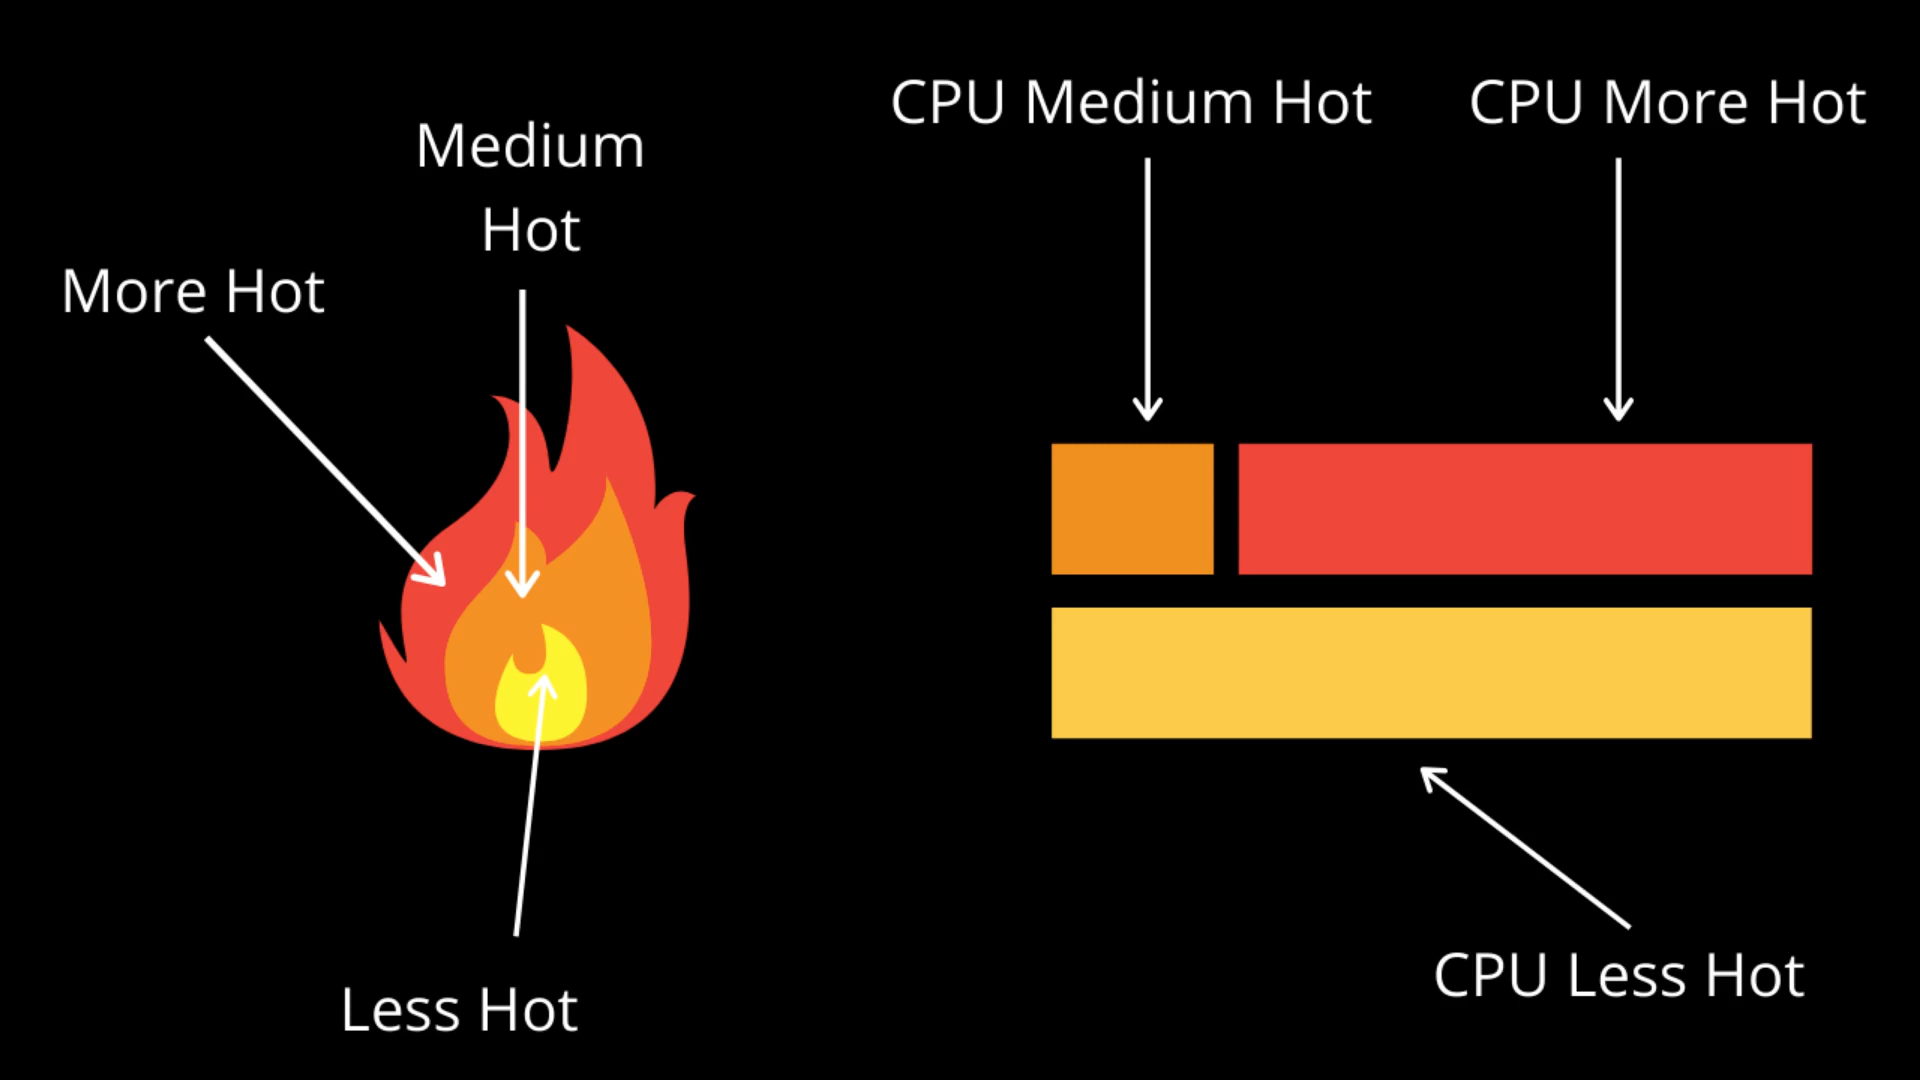 CPU Medium Hot
CPU More Hot
Medium
Hot
More Hot
CPU Less Hot
Less Hot